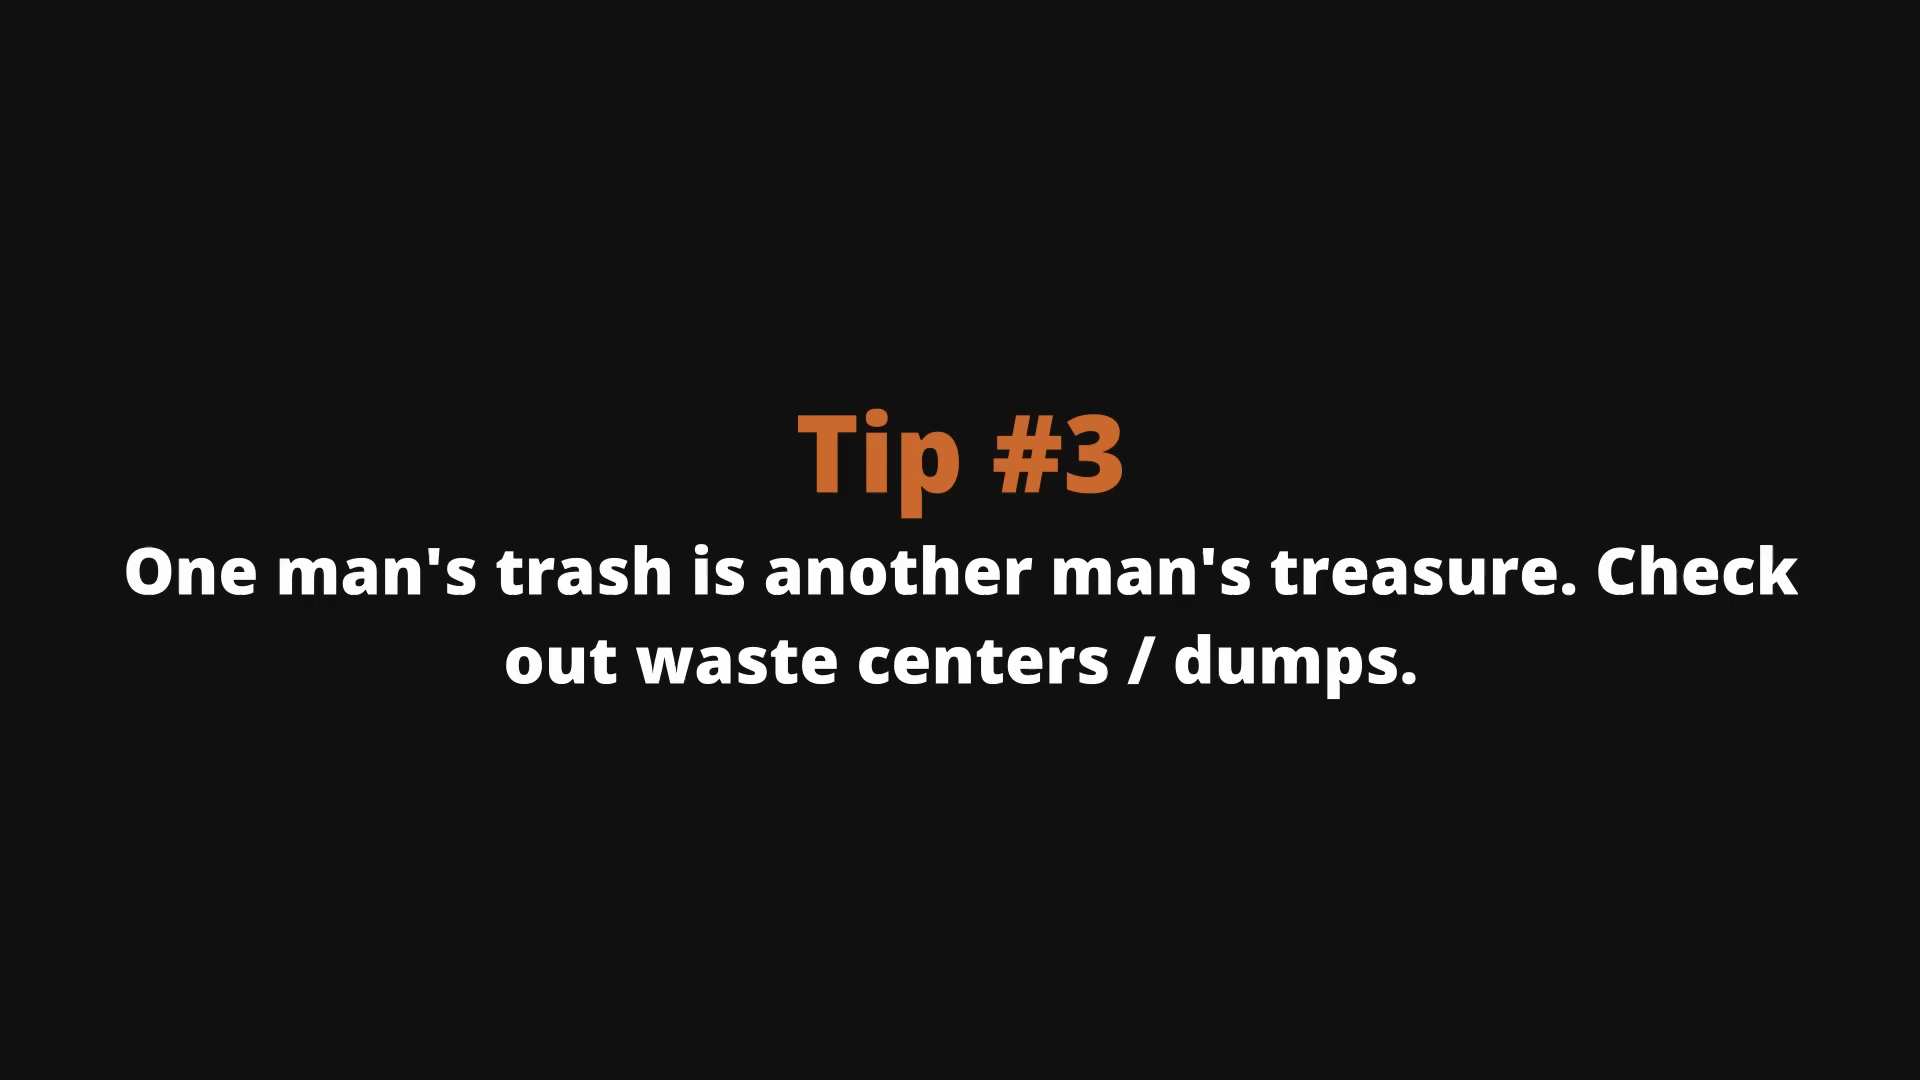 Tip #3
One man's trash is another man's treasure. Check
out waste centers / dumps.